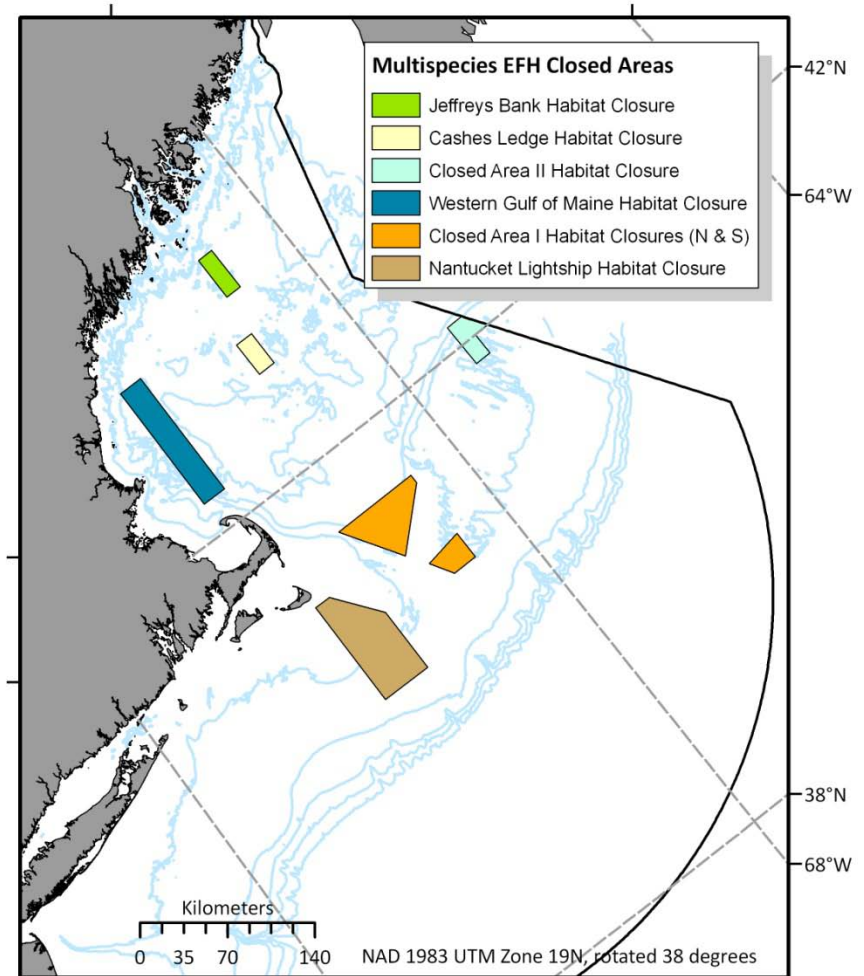 Multispecies EFH Closed Areas
Jeffreys Bank Habitat Closure
Cashes Ledge Habitat Closure
Closed Area II Habitat Closure
Western Gulf of Maine Habitat Closure
Closed Area I Habitat Closures (N & S)
Nantucket Lightship Habitat Closure
42°N
64°W
38°N
68°W
Kilometers
0 35 70 140
NAD 1983 UTM Zone 19N, rotated 38 degrees